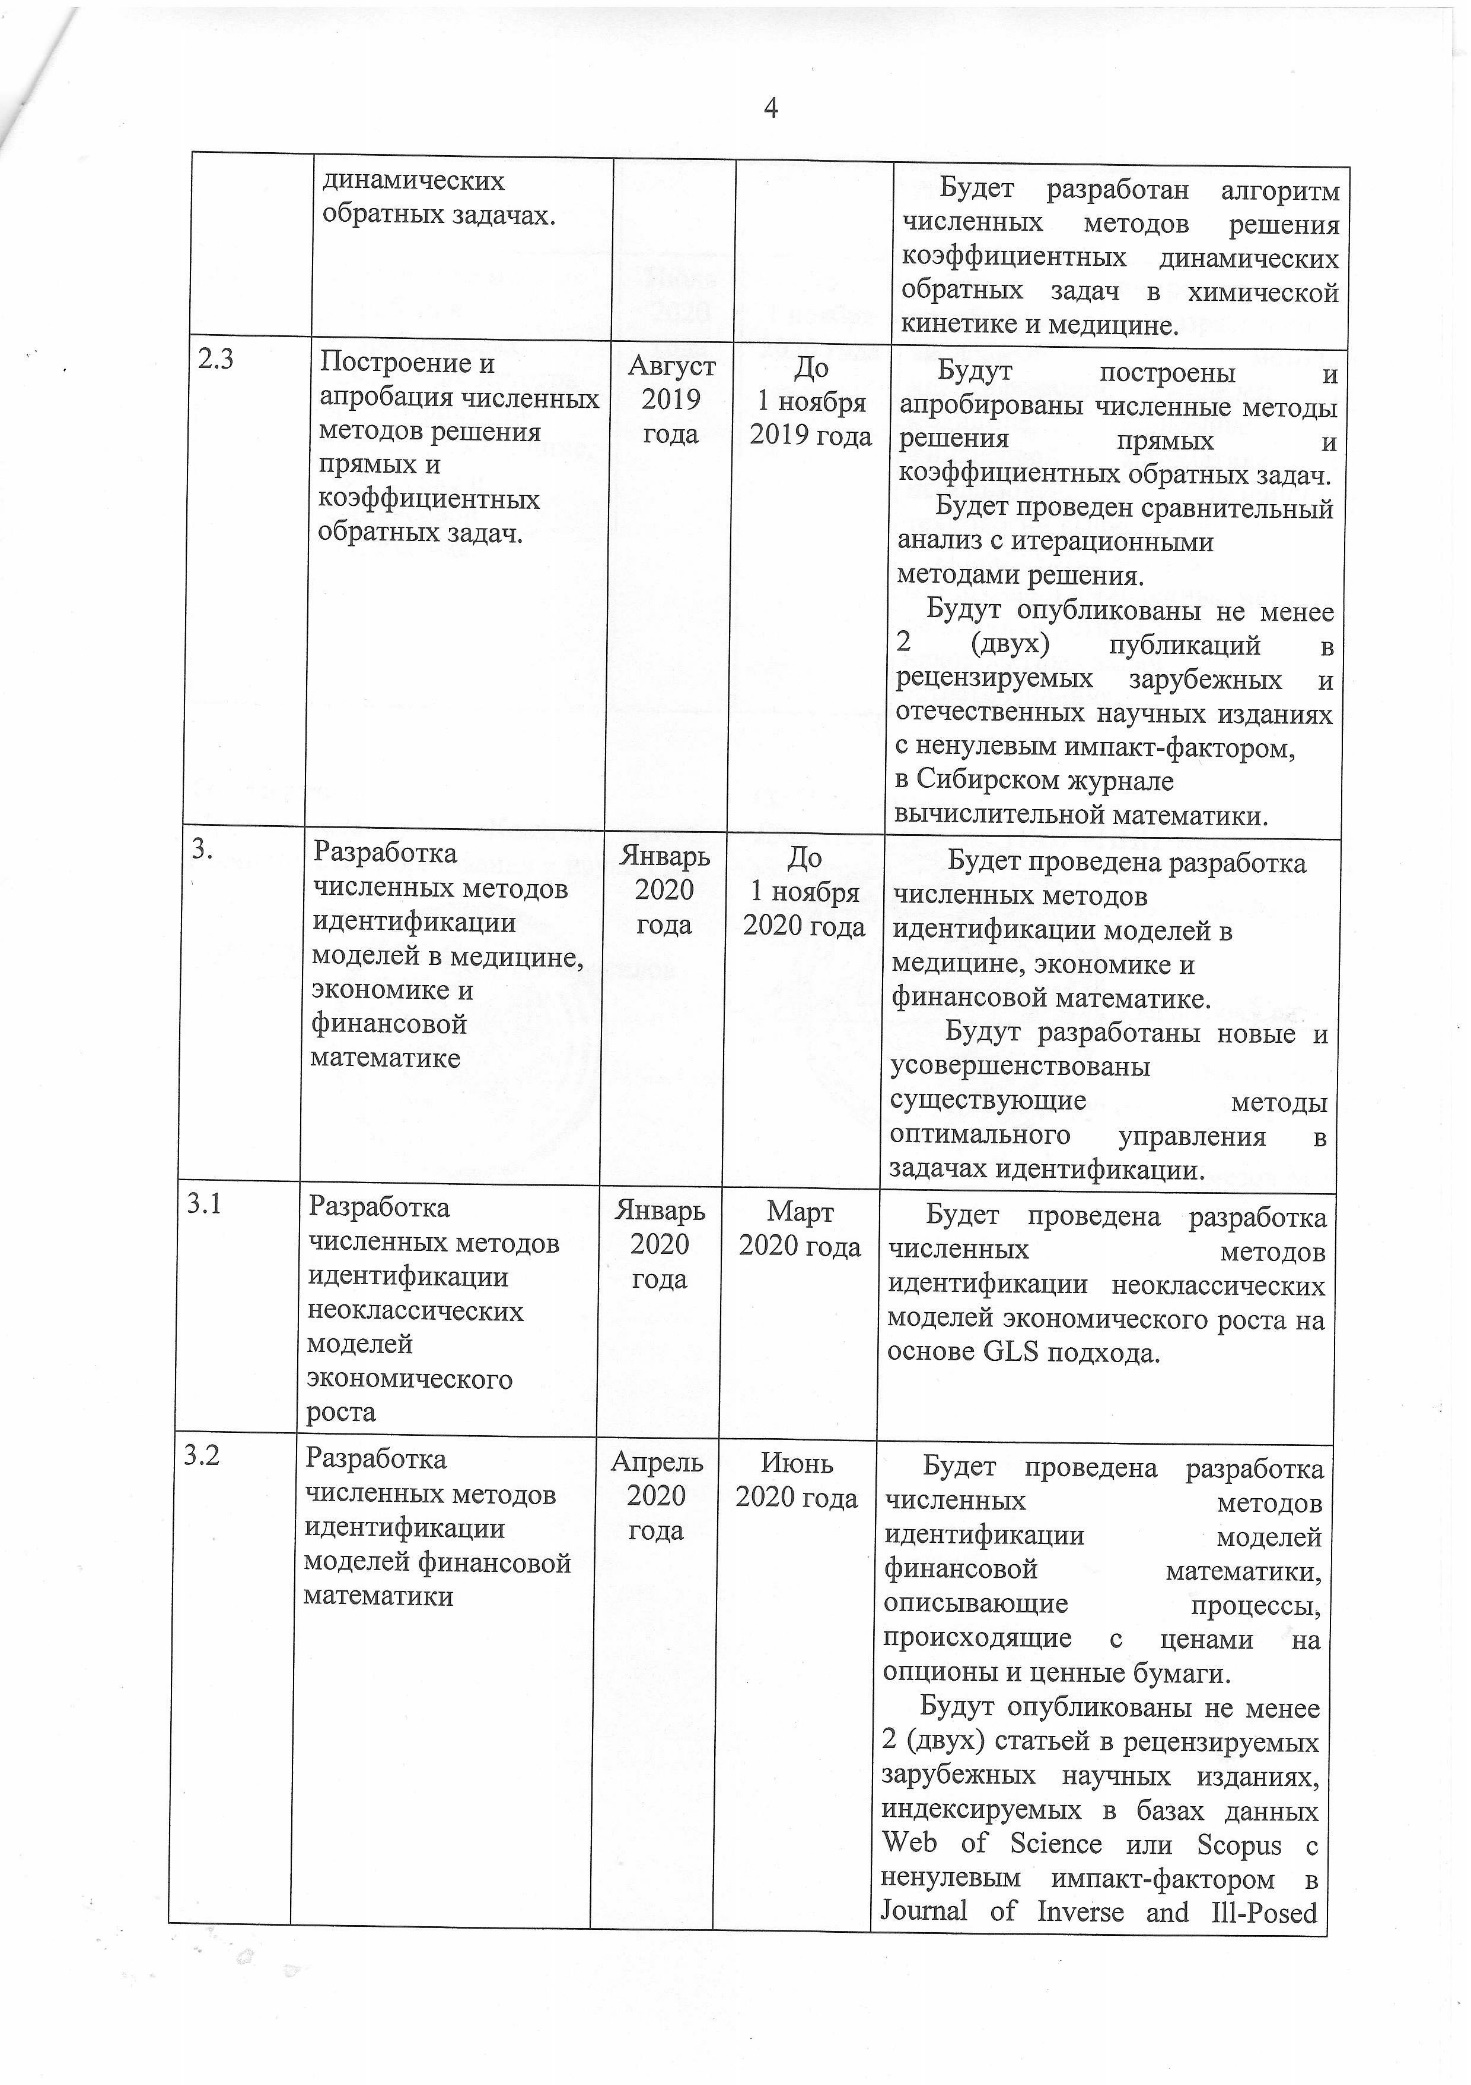 4
динамических
обратных задачах.
Будет разработан алгоритм
численных методов решения
коэффициентных динамических
обратных задач в химической
кинетике и медицине.
2.3
Построение и
апробация численных
методов решения
прямых и
коэффициентных
обратных задач.
Август
2019
года
До
1 ноября
2019 года
Будут построены и
апробированы численные методы
решения прямых и
коэффициентных обратных задач.
Будет проведен сравнительный
анализ с итерационными
методами решения.
Будут опубликованы не менее
2 (двух) публикаций в
рецензируемых зарубежных и
отечественных научных изданиях
с ненулевым импакт-фактором,
в Сибирском журнале
вычислительной математики.
3.
Разработка
численных методов
идентификации
моделей в медицине,
экономике и
финансовой
математике
Январь
2020
года
До
1 ноября
2020 года
Будет проведена разработка
численных методов
идентификации моделей в
медицине, экономике и
финансовой математике.
Будут разработаны новые и
усовершенствованы
существующие методы
оптимального управления в
задачах идентификации.
3.1
Разработка
численных методов
идентификации
неоклассических
моделей
экономического
роста
Январь
2020
года
Март
2020 года
Будет проведена разработка
численных методов
идентификации неоклассических
моделей экономического роста на
основе GLS подхода.
3.2
Разработка
численных методов
идентификации
моделей финансовой
математики
Апрель
2020
года
Июнь
2020 года
Будет проведена разработка
численных методов
идентификации моделей
финансовой математики,
описывающие процессы,
происходящие с ценами на
опционы и ценные бумаги.
Будут опубликованы не менее
2 (двух) статьей в рецензируемых
зарубежных научных изданиях,
индексируемых в базах данных
Web of Science или Scopus с
ненулевым импакт-фактором в
Journal of Inverse and Ill-Posed